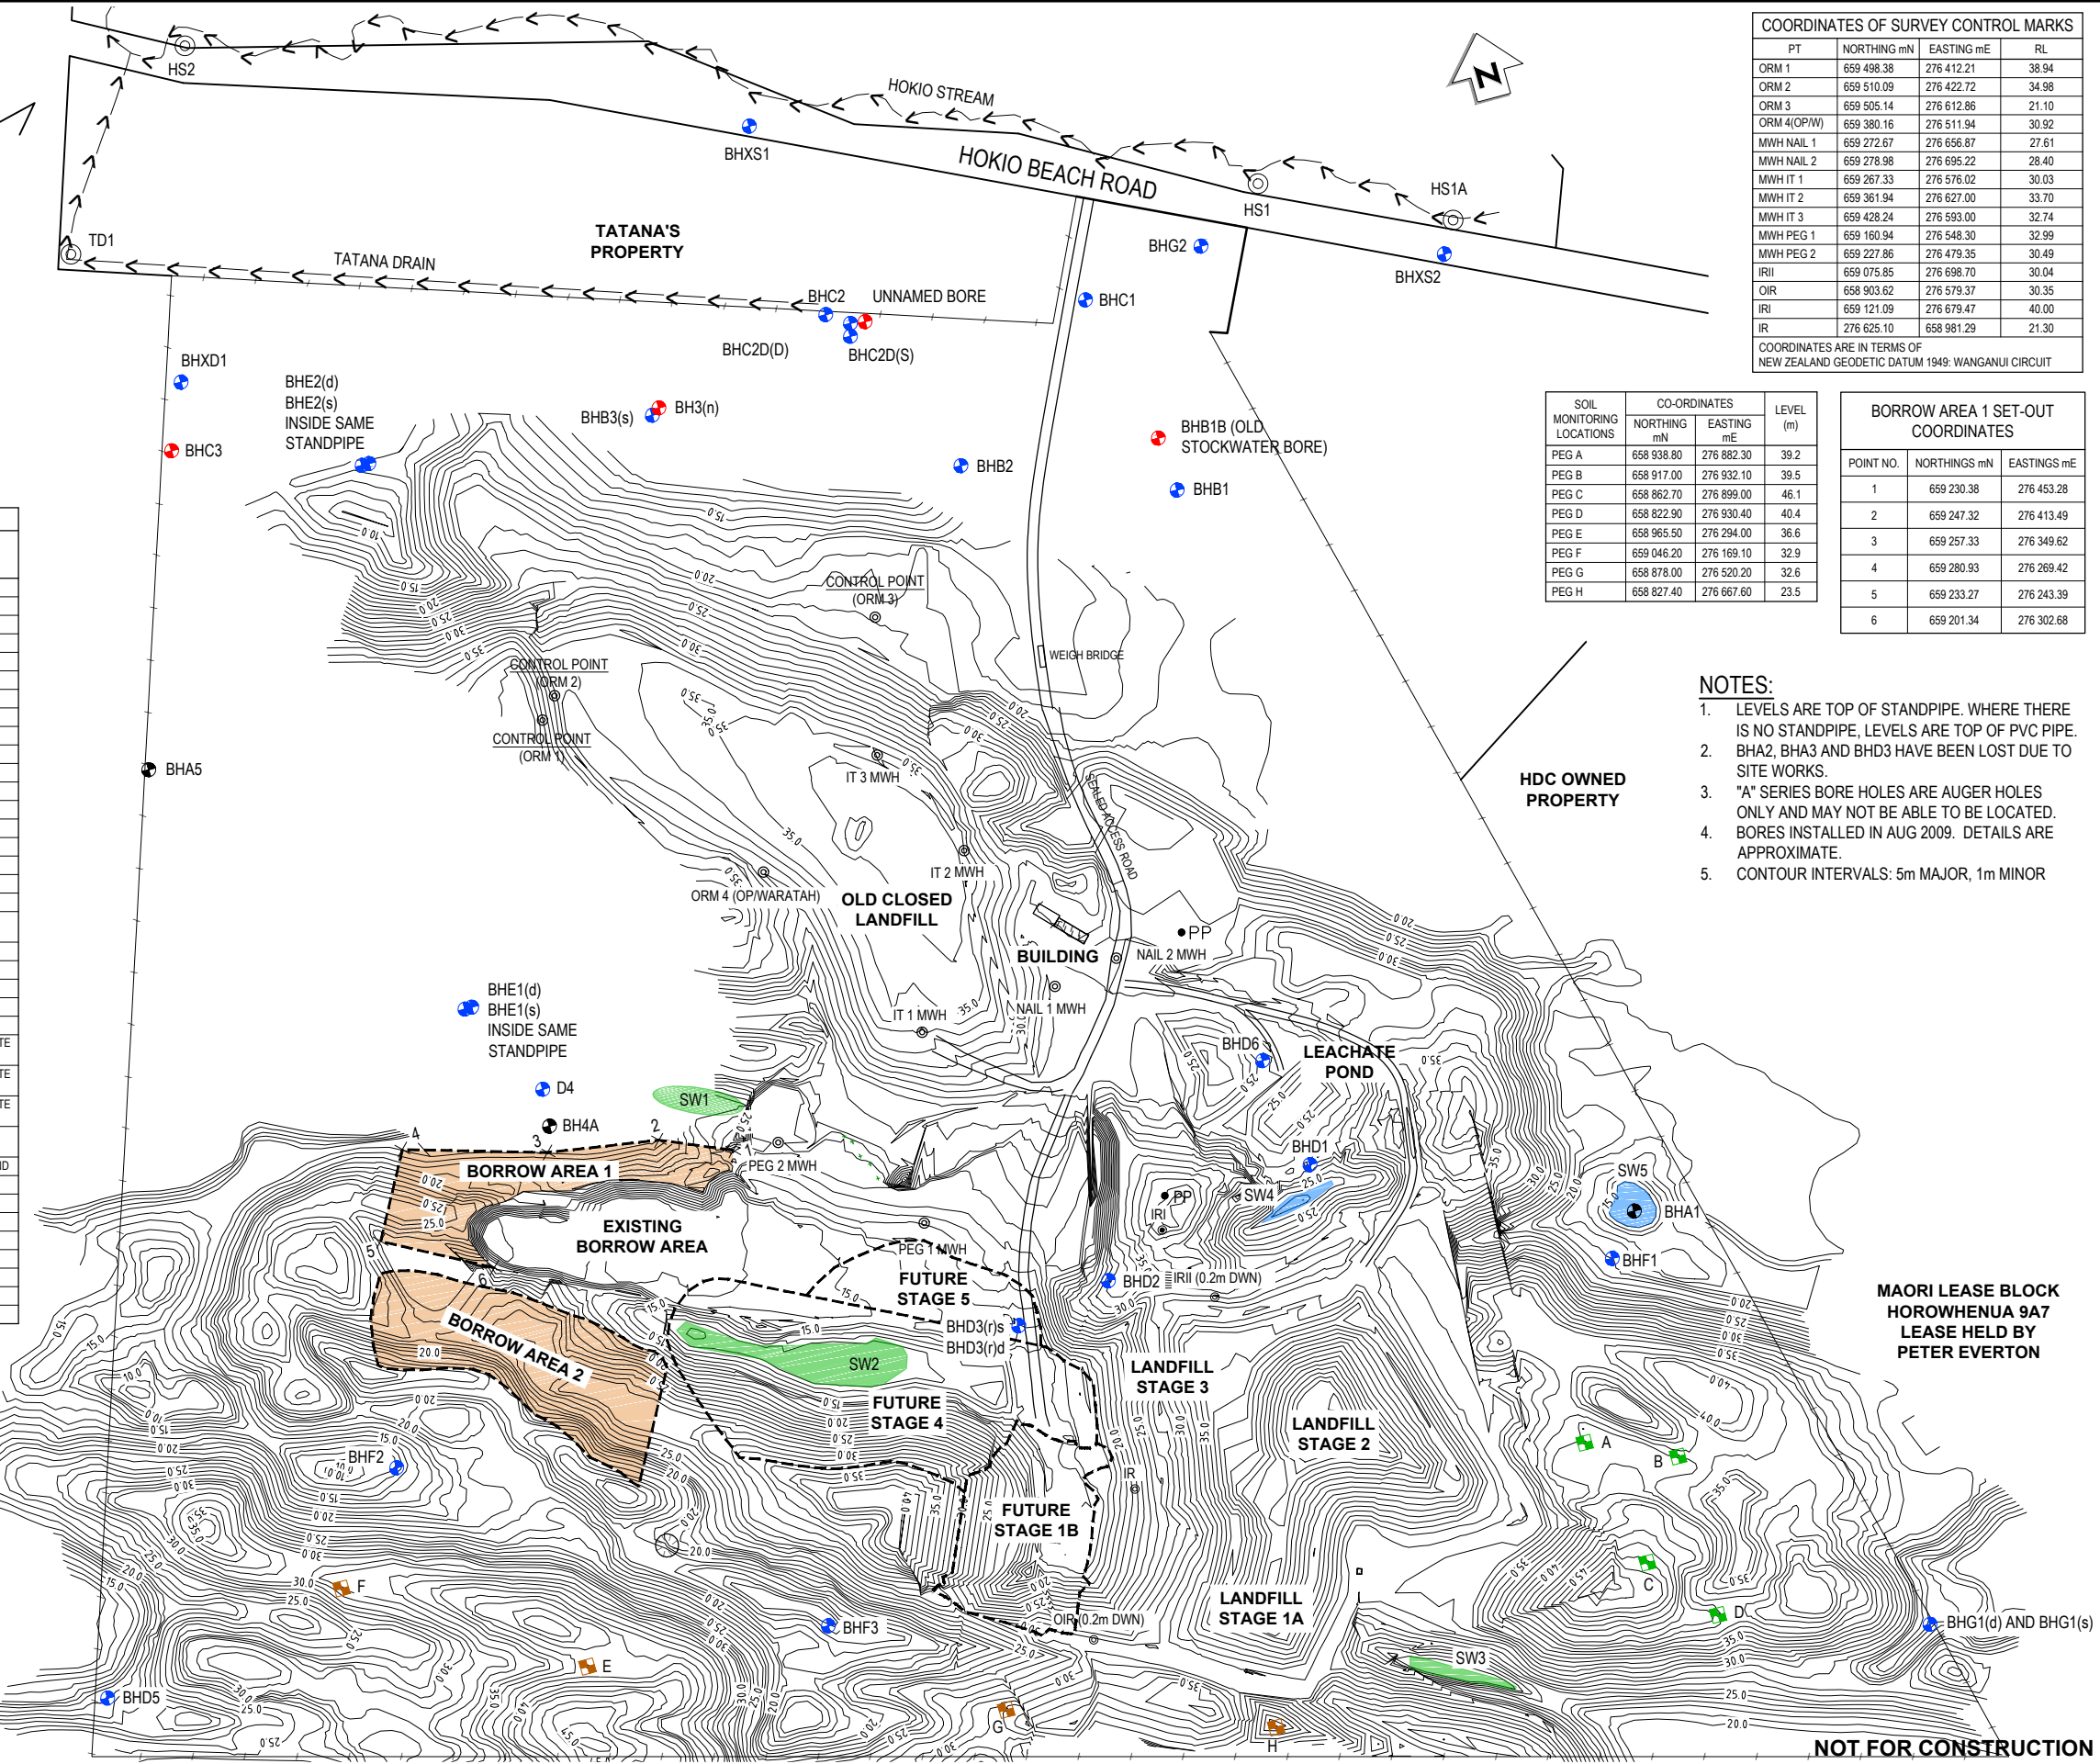 COORDINATES OF SURVEY CONTROL MARKS
PT NORTHING mN EASTING mE RL
ORM 1 659 498.38 276 412.21 38.94
ORM 2 659 510.09 276 422.72 34.98
ORM 3 659 505.14 276 612.86 21.10
ORM 4(OP/W) 659 380.16 276 511.94 30.92
MWH NAIL 1 659 272.67 276 656.87 27.61
MWH NAIL 2 659 278.98 276 695.22 28.40
MWH IT 1 659 267.33 276 576.02 30.03
MWH IT 2 659 361.94 276 627.00 33.70
MWH IT 3 659 428.24 276 593.00 32.74
MWH PEG 1 659 160.94 276 548.30 32.99
MWH PEG 2 659 227.86 276 479.35 30.49
IRII 659 075.85 276 698.70 30.04
OIR 658 903.62 276 579.37 30.35
IRI 659 121.09 276 679.47 40.00
IR 276 625.10 658 981.29 21.30
COORDINATES ARE IN TERMS OF
NEW ZEALAND GEODETIC DATUM 1949: WANGANUI CIRCUIT
SOIL MONITORING LOCATIONS CO-ORDINATES LEVEL (m)
NORTHING mN EASTING mE
PEG A 658 938.80 276 882.30 39.2
PEG B 658 917.00 276 932.10 39.5
PEG C 658 862.70 276 899.00 46.1
PEG D 658 822.90 276 930.40 40.4
PEG E 658 965.50 276 294.00 36.6
PEG F 659 046.20 276 169.10 32.9
PEG G 658 878.00 276 520.20 32.6
PEG H 658 827.40 276 667.60 23.5
BORROW AREA 1 SET-OUT
COORDINATES
POINT NO. NORTHINGS mN EASTINGS mE
1 659 230.38 276 453.28
2 659 247.32 276 413.49
3 659 257.33 276 349.62
4 659 280.93 276 269.42
5 659 233.27 276 243.39
6 659 201.34 276 302.68
NOTES:
1. LEVELS ARE TOP OF STANDPIPE. WHERE THERE
IS NO STANDPIPE, LEVELS ARE TOP OF PVC PIPE.
2. BHA2, BHA3 AND BHD3 HAVE BEEN LOST DUE TO
SITE WORKS.
3. "A" SERIES BORE HOLES ARE AUGER HOLES
ONLY AND MAY NOT BE ABLE TO BE LOCATED.
4. BORES INSTALLED IN AUG 2009. DETAILS ARE
APPROXIMATE.
5. CONTOUR INTERVALS: 5m MAJOR, 1m MINOR
N
HS2
HOKIO STREAM
BHXS1
HOKIO BEACH ROAD
HS1
HS1A
BHXS2
BHG2
TD1
TATANA DRAIN
TATANA'S
PROPERTY
BHC2
UNNAMED BORE
BHC1
BHC2D(D)
BHC2D(S)
BHXD1
BHE2(d)
BHE2(s)
INSIDE SAME
STANDPIPE
BHC3
BHB3(s)
BH3(n)
BHB2
BHB1B (OLD
STOCKWATER BORE)
BHB1
CONTROL POINT
(ORM 3)
CONTROL POINT
(ORM 2)
CONTROL POINT
(ORM 1)
WEIGH BRIDGE
SEALED ACCESS ROAD
BHA5
IT 3 MWH
IT 2 MWH
ORM 4 (OP/WARATAH)
OLD CLOSED
LANDFILL
HDC OWNED
PROPERTY
BUILDING
PP
NAIL 2 MWH
NAIL 1 MWH
IT 1 MWH
BHE1(d)
BHE1(s)
INSIDE SAME
STANDPIPE
D4
BH4A
SW1
BHD6
LEACHATE
POND
BHD1
SW4
SW5
BHA1
BHF1
PEG 2 MWH
BORROW AREA 1
EXISTING
BORROW AREA
PEG 1 MWH
PP
IRI
BHD2
IRII (0.2m DWN)
FUTURE
STAGE 5
BHD3(r)s
BHD3(r)d
BORROW AREA 2
SW2
FUTURE
STAGE 4
LANDFILL
STAGE 3
LANDFILL
STAGE 2
MAORI LEASE BLOCK
HOROWHENUA 9A7
LEASE HELD BY
PETER EVERTON
BHF2
IR
FUTURE
STAGE 1B
A
B
C
D
F
E
G
H
BHF3
OIR (0.2m DWN)
LANDFILL
STAGE 1A
SW3
BHG1(d) AND BHG1(s)
BHD5
NOT FOR CONSTRUCTION